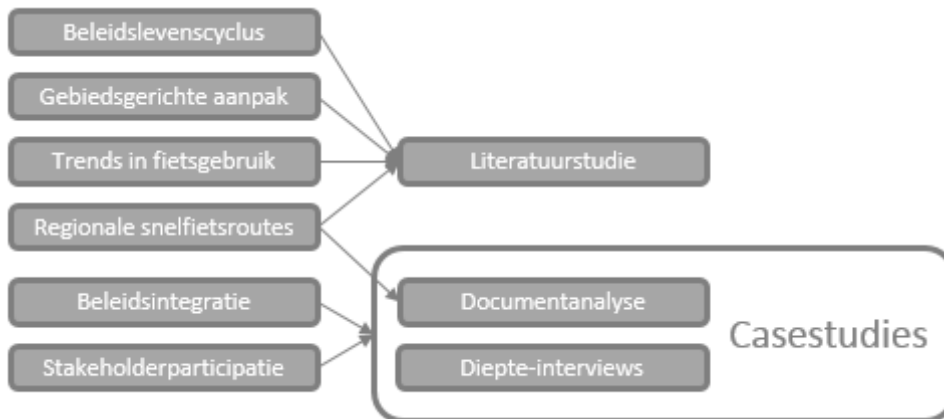 Beleidslevenscyclus
Gebiedsgerichte aanpak
Trends in fietsgebruik
Literatuurstudie
Regionale snelfietsroutes
Beleidsintegratie
Documentanalyse
Casestudies
Stakeholderparticipatie
Diepte-interviews